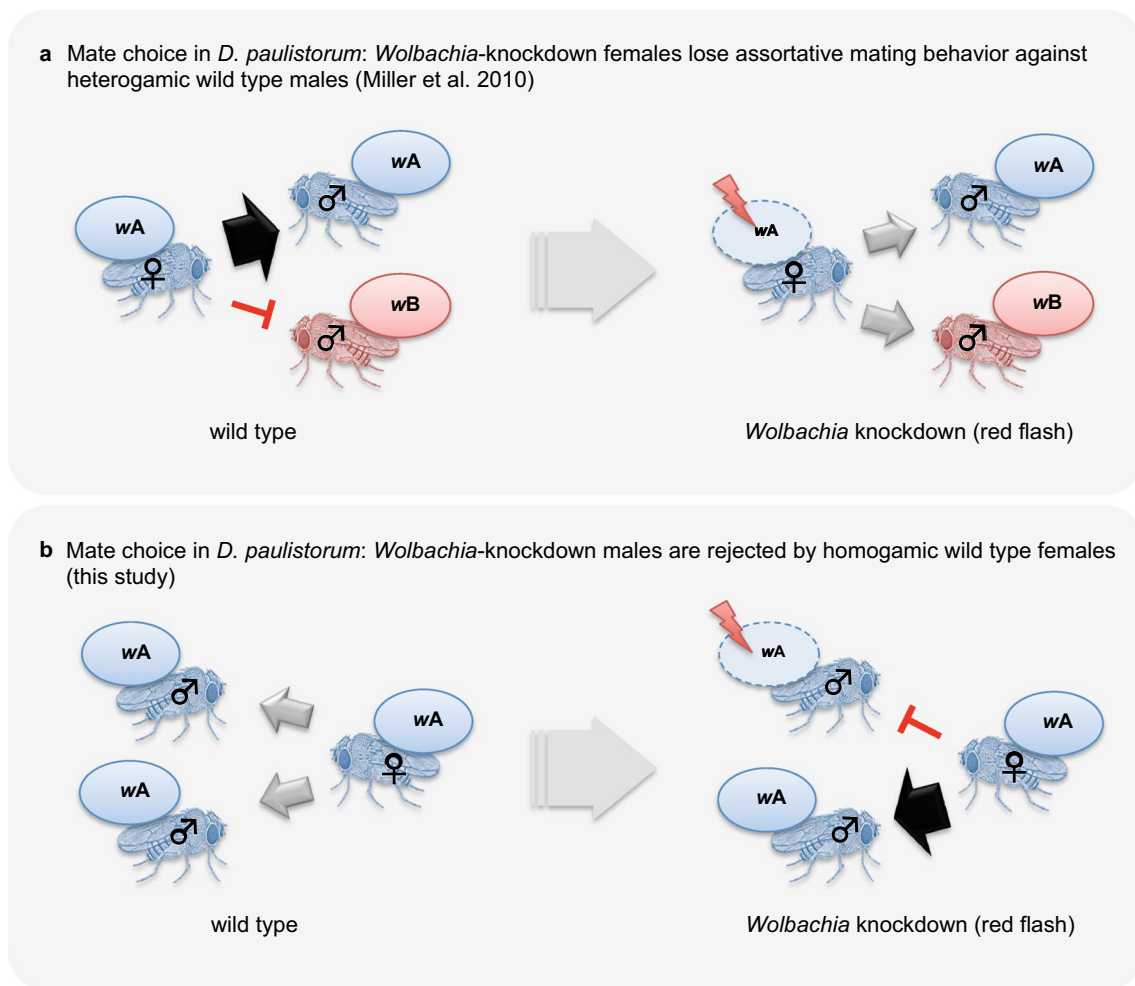 a Mate choice in D. paulistorum: Wolbachia-knockdown females lose assortative mating behavior against
heterogamic wild type males (Miller et al. 2010)
wA
wA
♂
♀
wB
♂
wA
♀
wA
♂
wB
♂
wild type
Wolbachia knockdown (red flash)
b Mate choice in D. paulistorum: Wolbachia-knockdown males are rejected by homogamic wild type females
(this study)
wA
♂
wA
♀
wA
♂
wA
♂
wA
♀
wA
♂
wild type
Wolbachia knockdown (red flash)